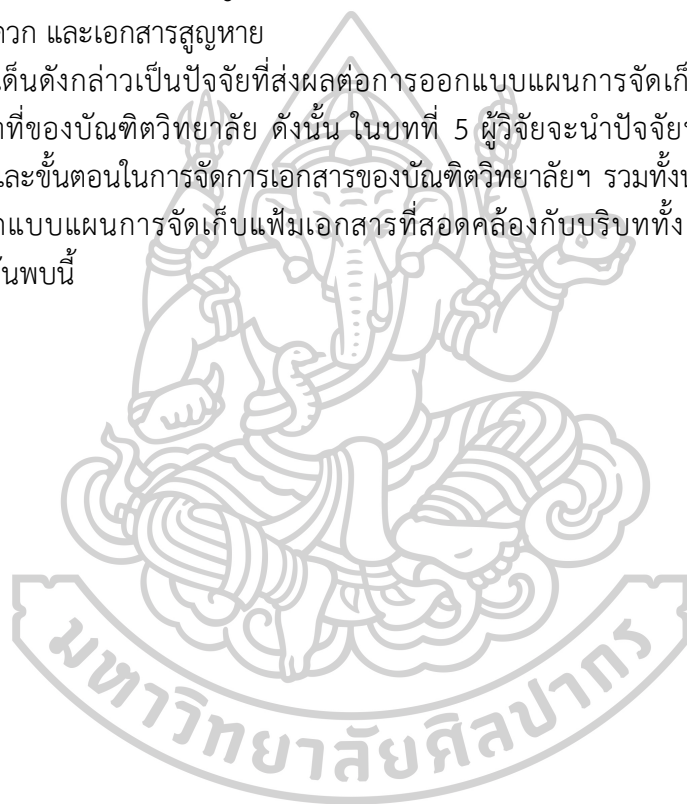 ดวก และเอกสารสูญหาย
เด็นดังกล่าวเป็นปัจจัยที่ส่งผลต่อการออกแบบแผนการจัดเก็
าที่ของบัณฑิตวิทยาลัย ดังนั้น ในบทที่ 5 ผู้วิจัยจะนำปัจจัย
และขั้นตอนในการจัดการเอกสารของบัณฑิตวิทยาลัยฯ รวมทั้ง
แบบแผนการจัดเก็บแฟ้มเอกสารที่สอดคล้องกับบริบททั้ง
ันพบนี้
มหาวิทยาลัยศิลปากร